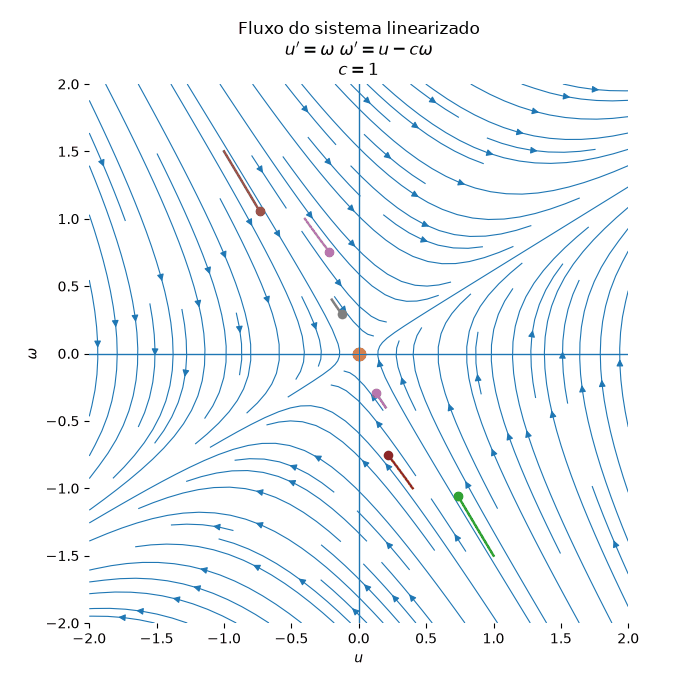 Fluxo do sistema linearizado
u′ = ω ω′ = u − cω
c = 1
2.0
1.5
1.0
0.5
0.0
−0.5
−1.0
−1.5
−2.0
ω
−2.0 −1.5 −1.0 −0.5 0.0 0.5 1.0 1.5 2.0
u